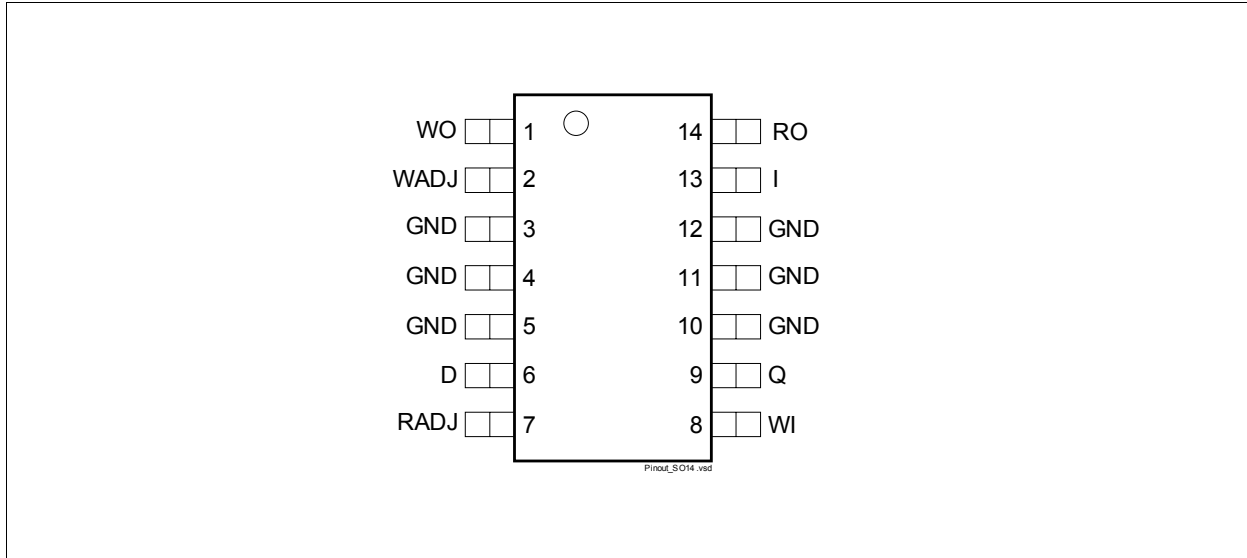 WO 1 14 RO
WADJ 2 13 I
GND 3 12 GND
GND 4 11 GND
GND 5 10 GND
D 6 9 Q
RADJ 7 8 WI
Pinout_SO14 .vsd